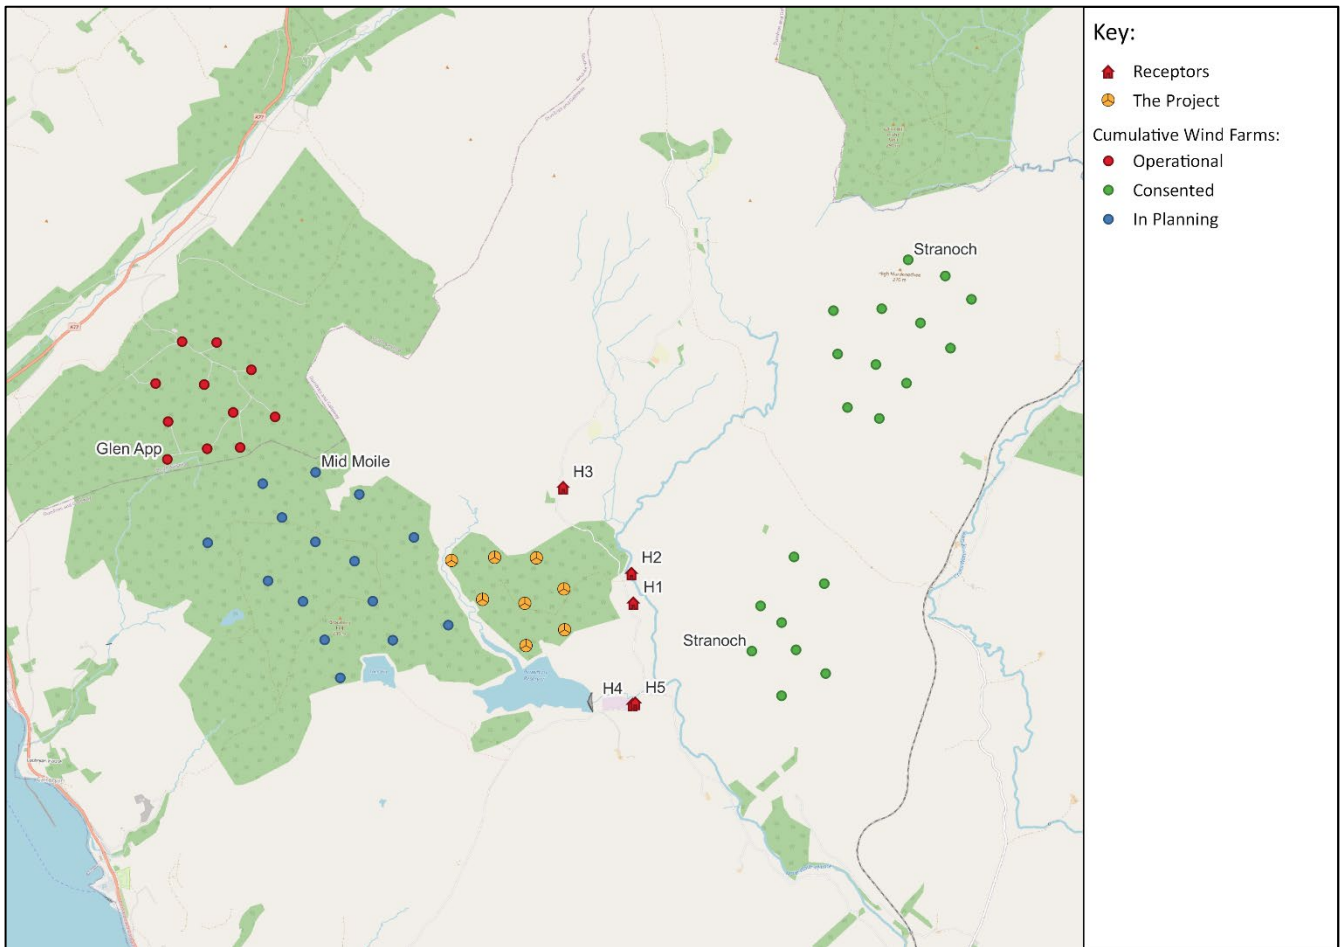 Key:
Receptors
The Project
Cumulative Wind Farms:
Operational
Consented
In Planning
A77
Stranoch
A77
Glen App
Mid Moile
H3
H2
H1
Stranoch
H4
H5